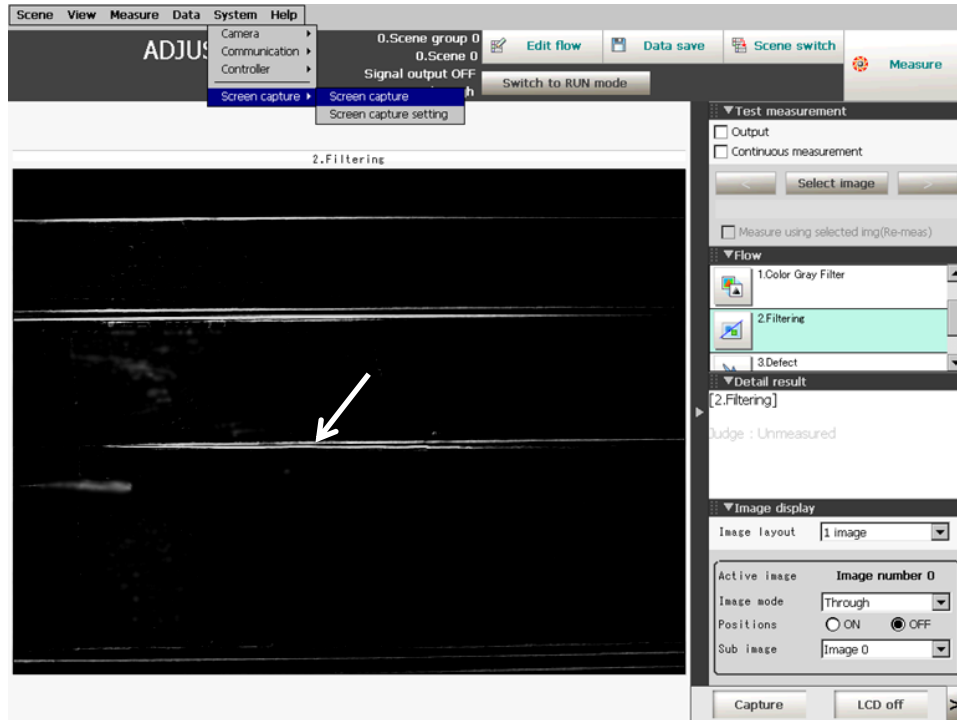 Scene View Measure Data System Help
Camera
Communication
Controller
Screen capture
Screen capture
Screen capture setting
ADJUS
0.Scene group 0
0.Scene 0
Signal output OFF
h
Edit flow
Data save
Scene switch
Switch to RUN mode
Measure
2.Filtering
▼Test measurement
Output
Continuous measurement
< Select image >
Measure using selected img(Re-meas)
▼Flow
1.Color Gray Filter
2.Filtering
3.Defect
▼Detail result
[2.Filtering]
Judge : Unmeasured
▼Image display
Image layout 1 image
Active image Image number 0
Image mode Through
Positions ON OFF
Sub image Image 0
Capture LCD off >